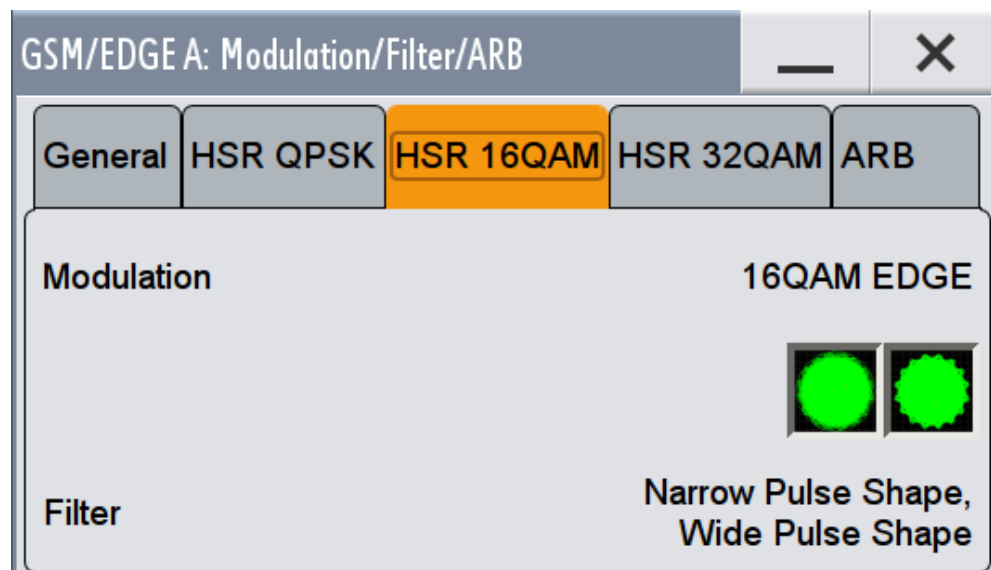 GSM/EDGE A: Modulation/Filter/ARB
General HSR QPSK HSR 16QAM HSR 32QAM ARB
Modulation 16QAM EDGE
Filter Narrow Pulse Shape,
Wide Pulse Shape